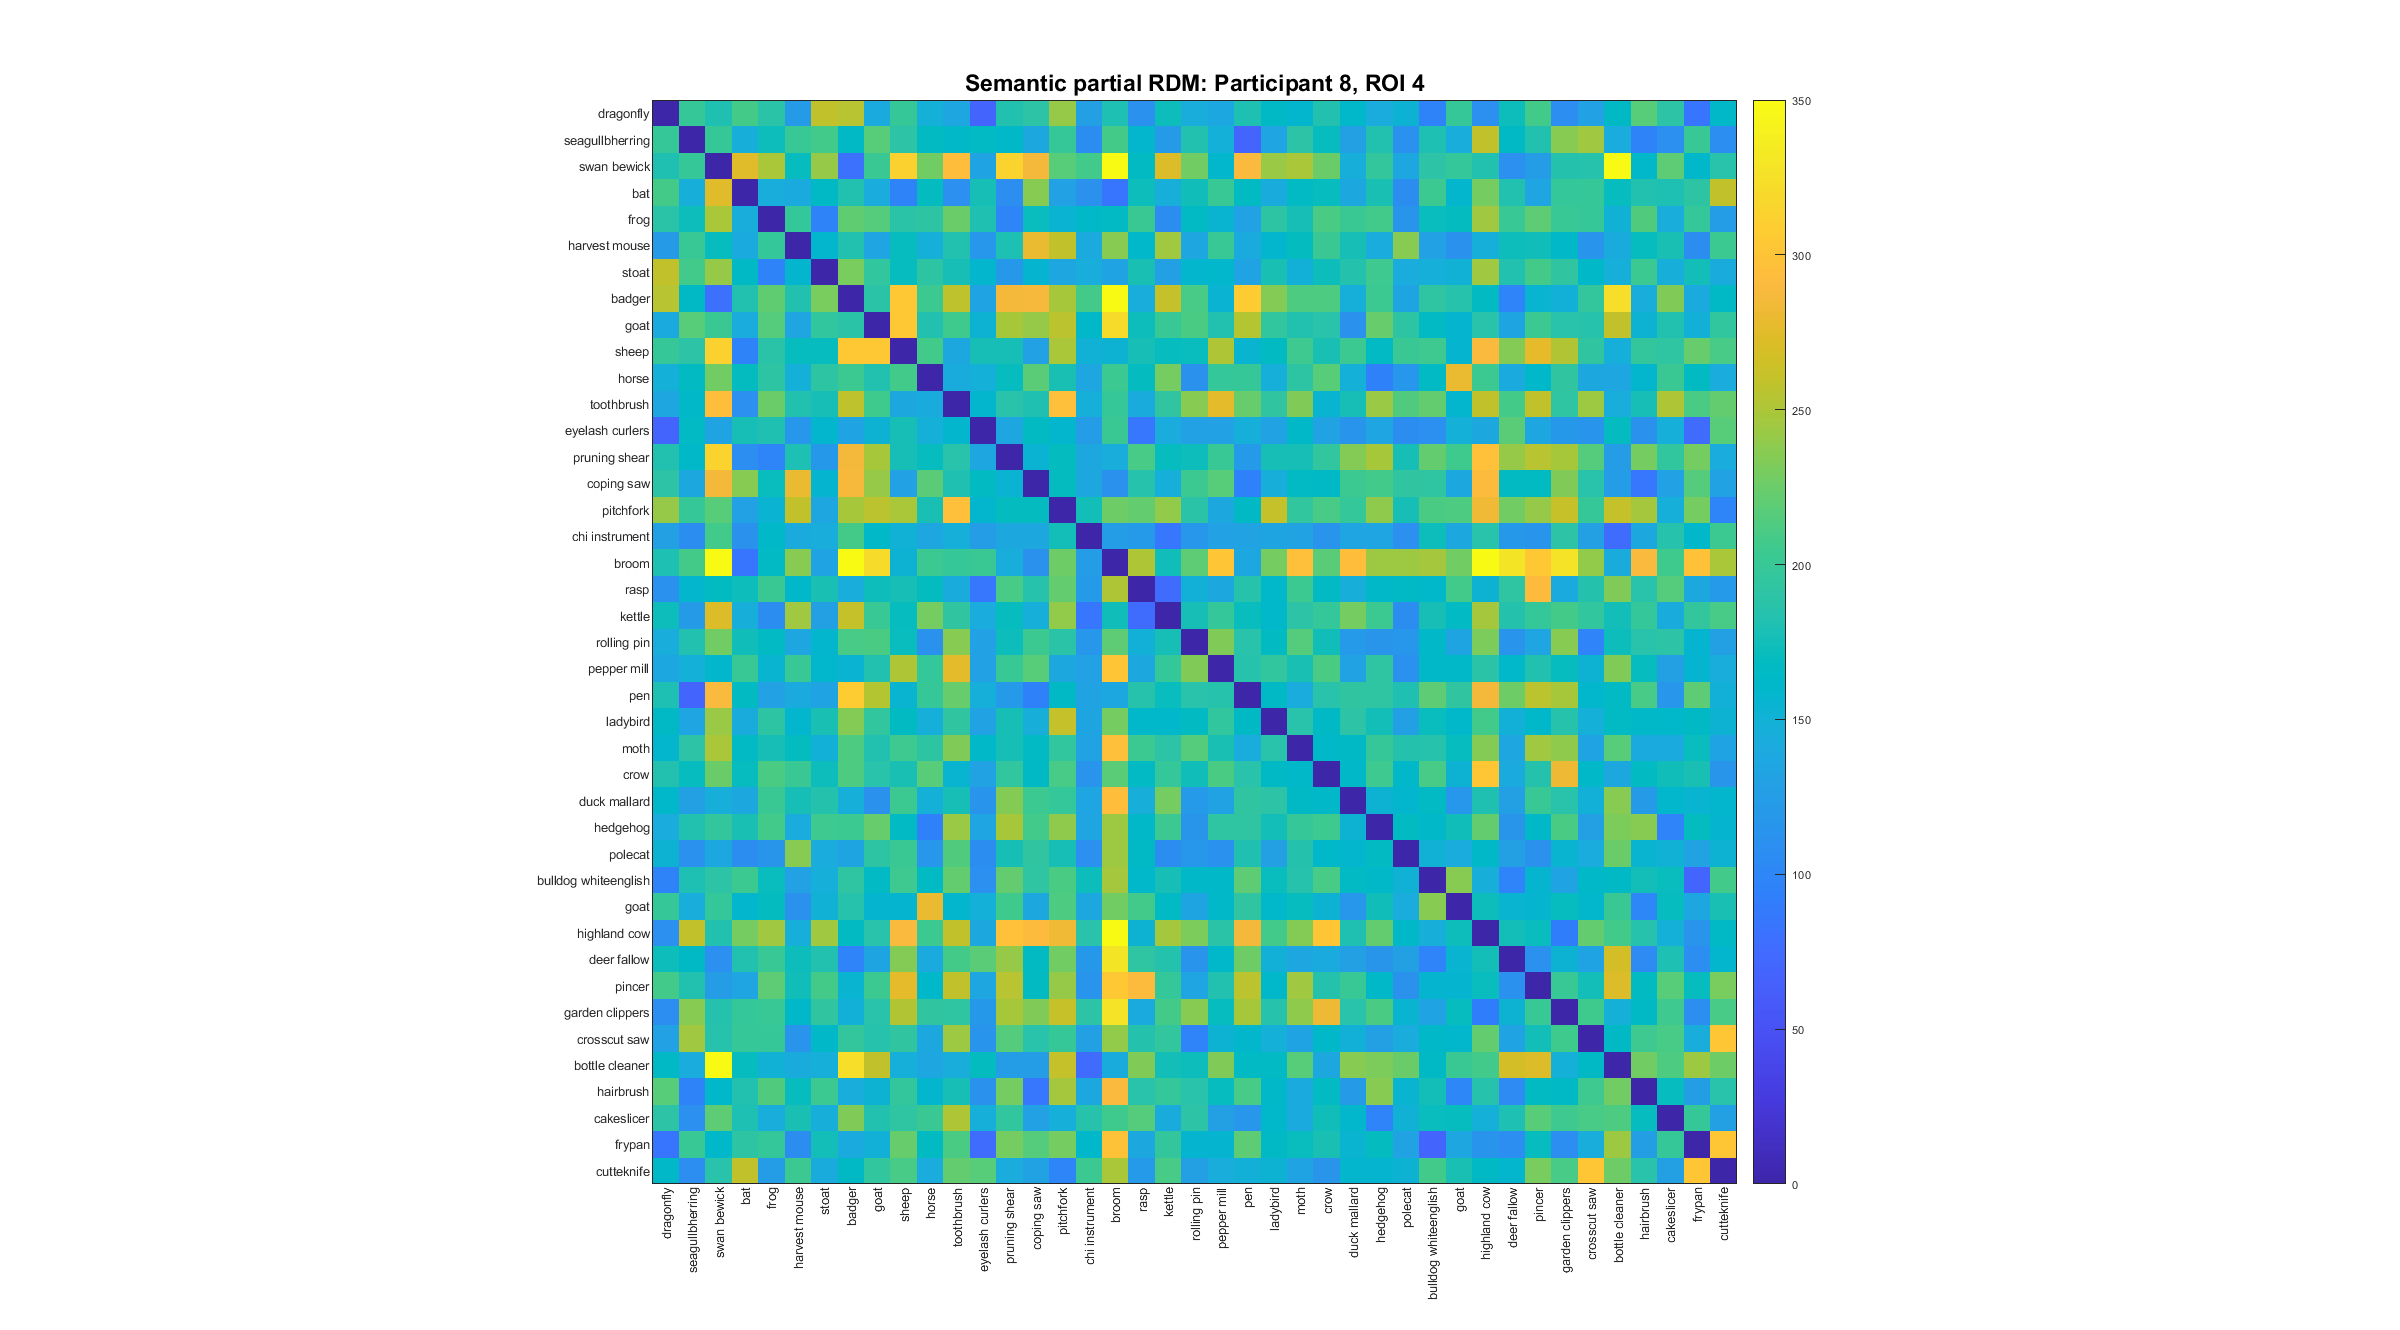 Semantic partial RDM: Participant 8, ROI 4
dragonfly
seagullbherring
swan bewick
bat
frog
harvest mouse
stoat
badger
goat
sheep
horse
toothbrush
eyelash curlers
pruning shear
coping saw
pitchfork
chi instrument
broom
rasp
kettle
rolling pin
pepper mill
pen
ladybird
moth
crow
duck mallard
hedgehog
polecat
bulldog whiteenglish
goat
highland cow
deer fallow
pincer
garden clippers
crosscut saw
bottle cleaner
hairbrush
cakeslicer
frypan
cutteknife
dragonfly
seagullbherring
swan bewick
bat
frog
harvest mouse
stoat
badger
goat
sheep
horse
toothbrush
eyelash curlers
pruning shear
coping saw
pitchfork
chi instrument
broom
rasp
kettle
rolling pin
pepper mill
pen
ladybird
moth
crow
duck mallard
hedgehog
polecat
bulldog whiteenglish
goat
highland cow
deer fallow
pincer
garden clippers
crosscut saw
bottle cleaner
hairbrush
cakeslicer
frypan
cutteknife
350
300
250
200
150
100
50
0